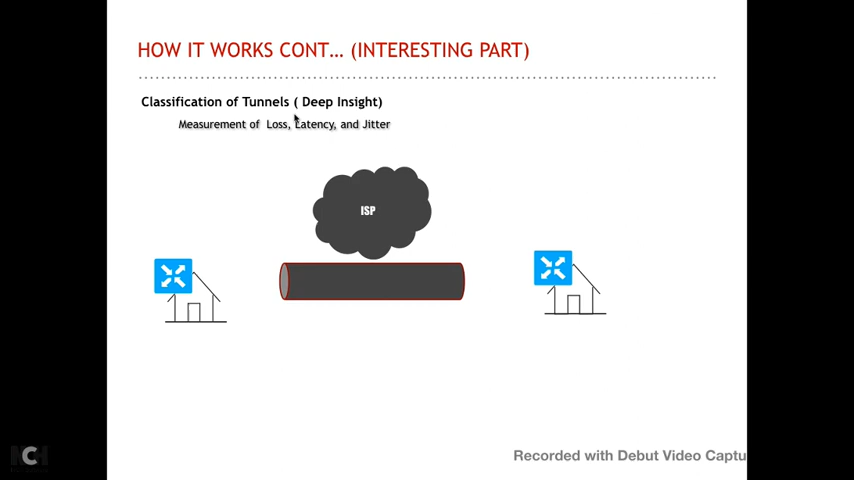 HOW IT WORKS CONT... (INTERESTING PART)
Classification of Tunnels ( Deep Insight)
Measurement of Loss, Latency, and Jitter
ISP
Recorded with Debut Video Captu